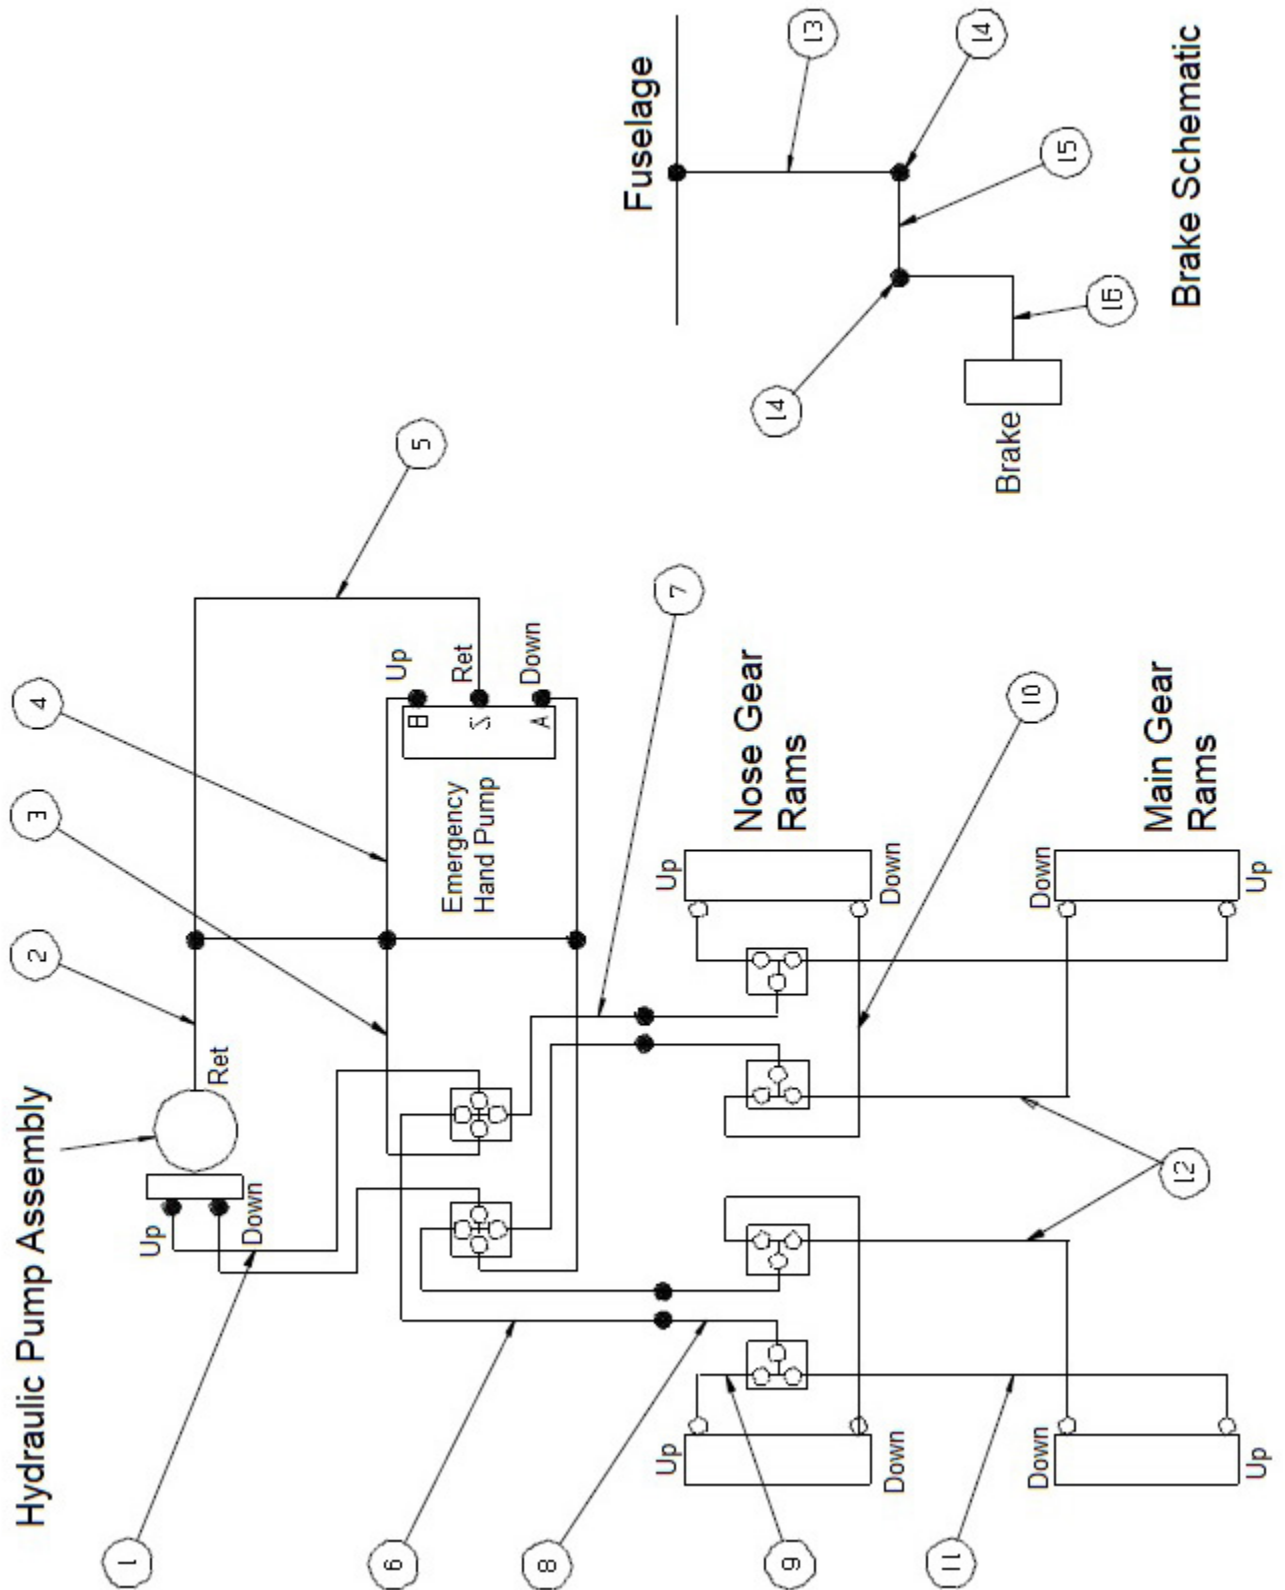 Hydraulic Pump Assembly
2
3
4
1
Up
Ret
Down
6
Up
B
5
Emergency
Hand Pump
Ret
S
Down
A
8
Fuselage
Up
Up
7
Nose Gear
Rams
14
9
13
Down
Down
11
14
Brake
10
Down
Down
15
16
Main Gear
Rams
12
Brake Schematic
Up
Up